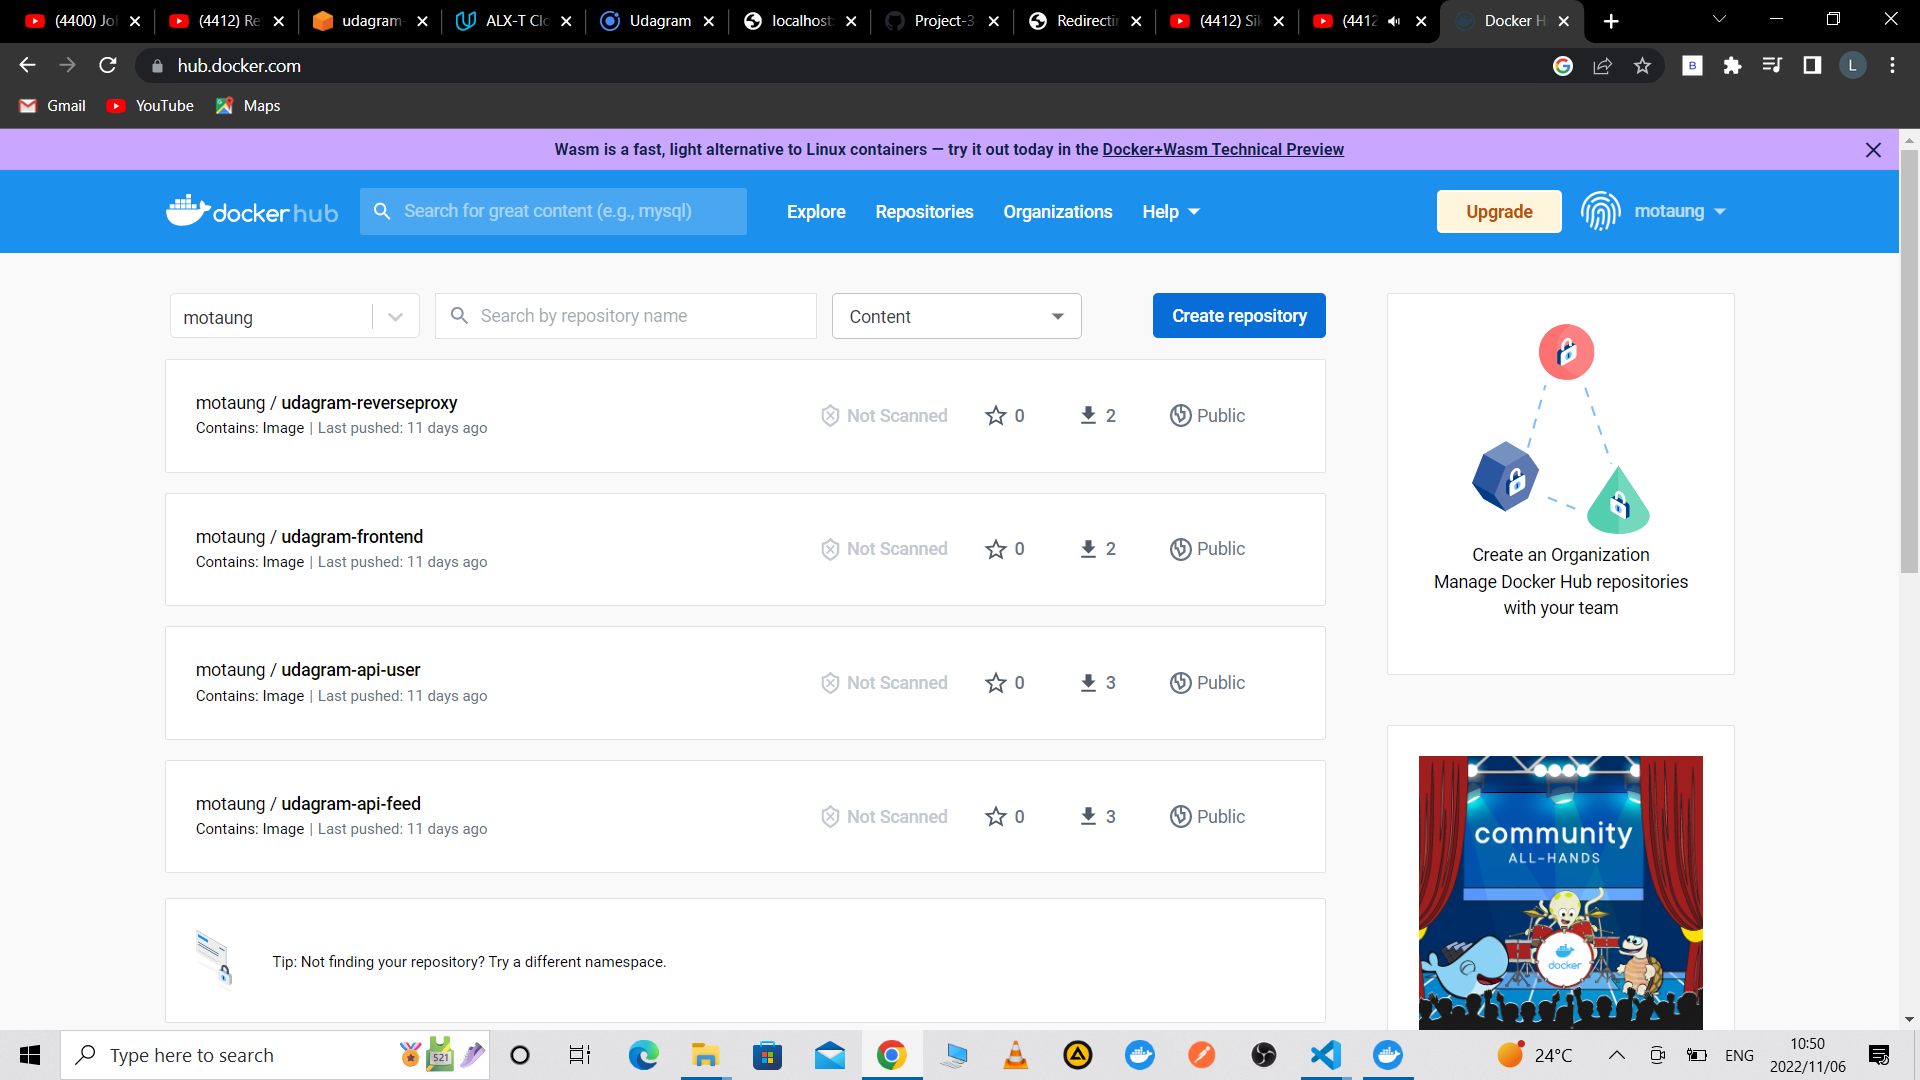 (4400) Jol
(4412) Re
udagram-
ALX-T Clo
Udagram
localhost:
Project-3
Redirectin
(4412) Sik
(4412
Docker H
hub.docker.com
B
L
Gmail
YouTube
Maps
Wasm is a fast, light alternative to Linux containers — try it out today in the Docker+Wasm Technical Preview
docker hub
Search for great content (e.g., mysql)
Explore
Repositories
Organizations
Help
Upgrade
motaung
motaung
Search by repository name
Content
Create repository
motaung / udagram-reverseproxy
Contains: Image | Last pushed: 11 days ago
Not Scanned
0
2
Public
motaung / udagram-frontend
Contains: Image | Last pushed: 11 days ago
Not Scanned
0
2
Public
motaung / udagram-api-user
Contains: Image | Last pushed: 11 days ago
Not Scanned
0
3
Public
motaung / udagram-api-feed
Contains: Image | Last pushed: 11 days ago
Not Scanned
0
3
Public
Tip: Not finding your repository? Try a different namespace.
Create an Organization
Manage Docker Hub repositories
with your team
community
ALL-HANDS
docker
Type here to search
521
24°C
ENG
10:50
2022/11/06